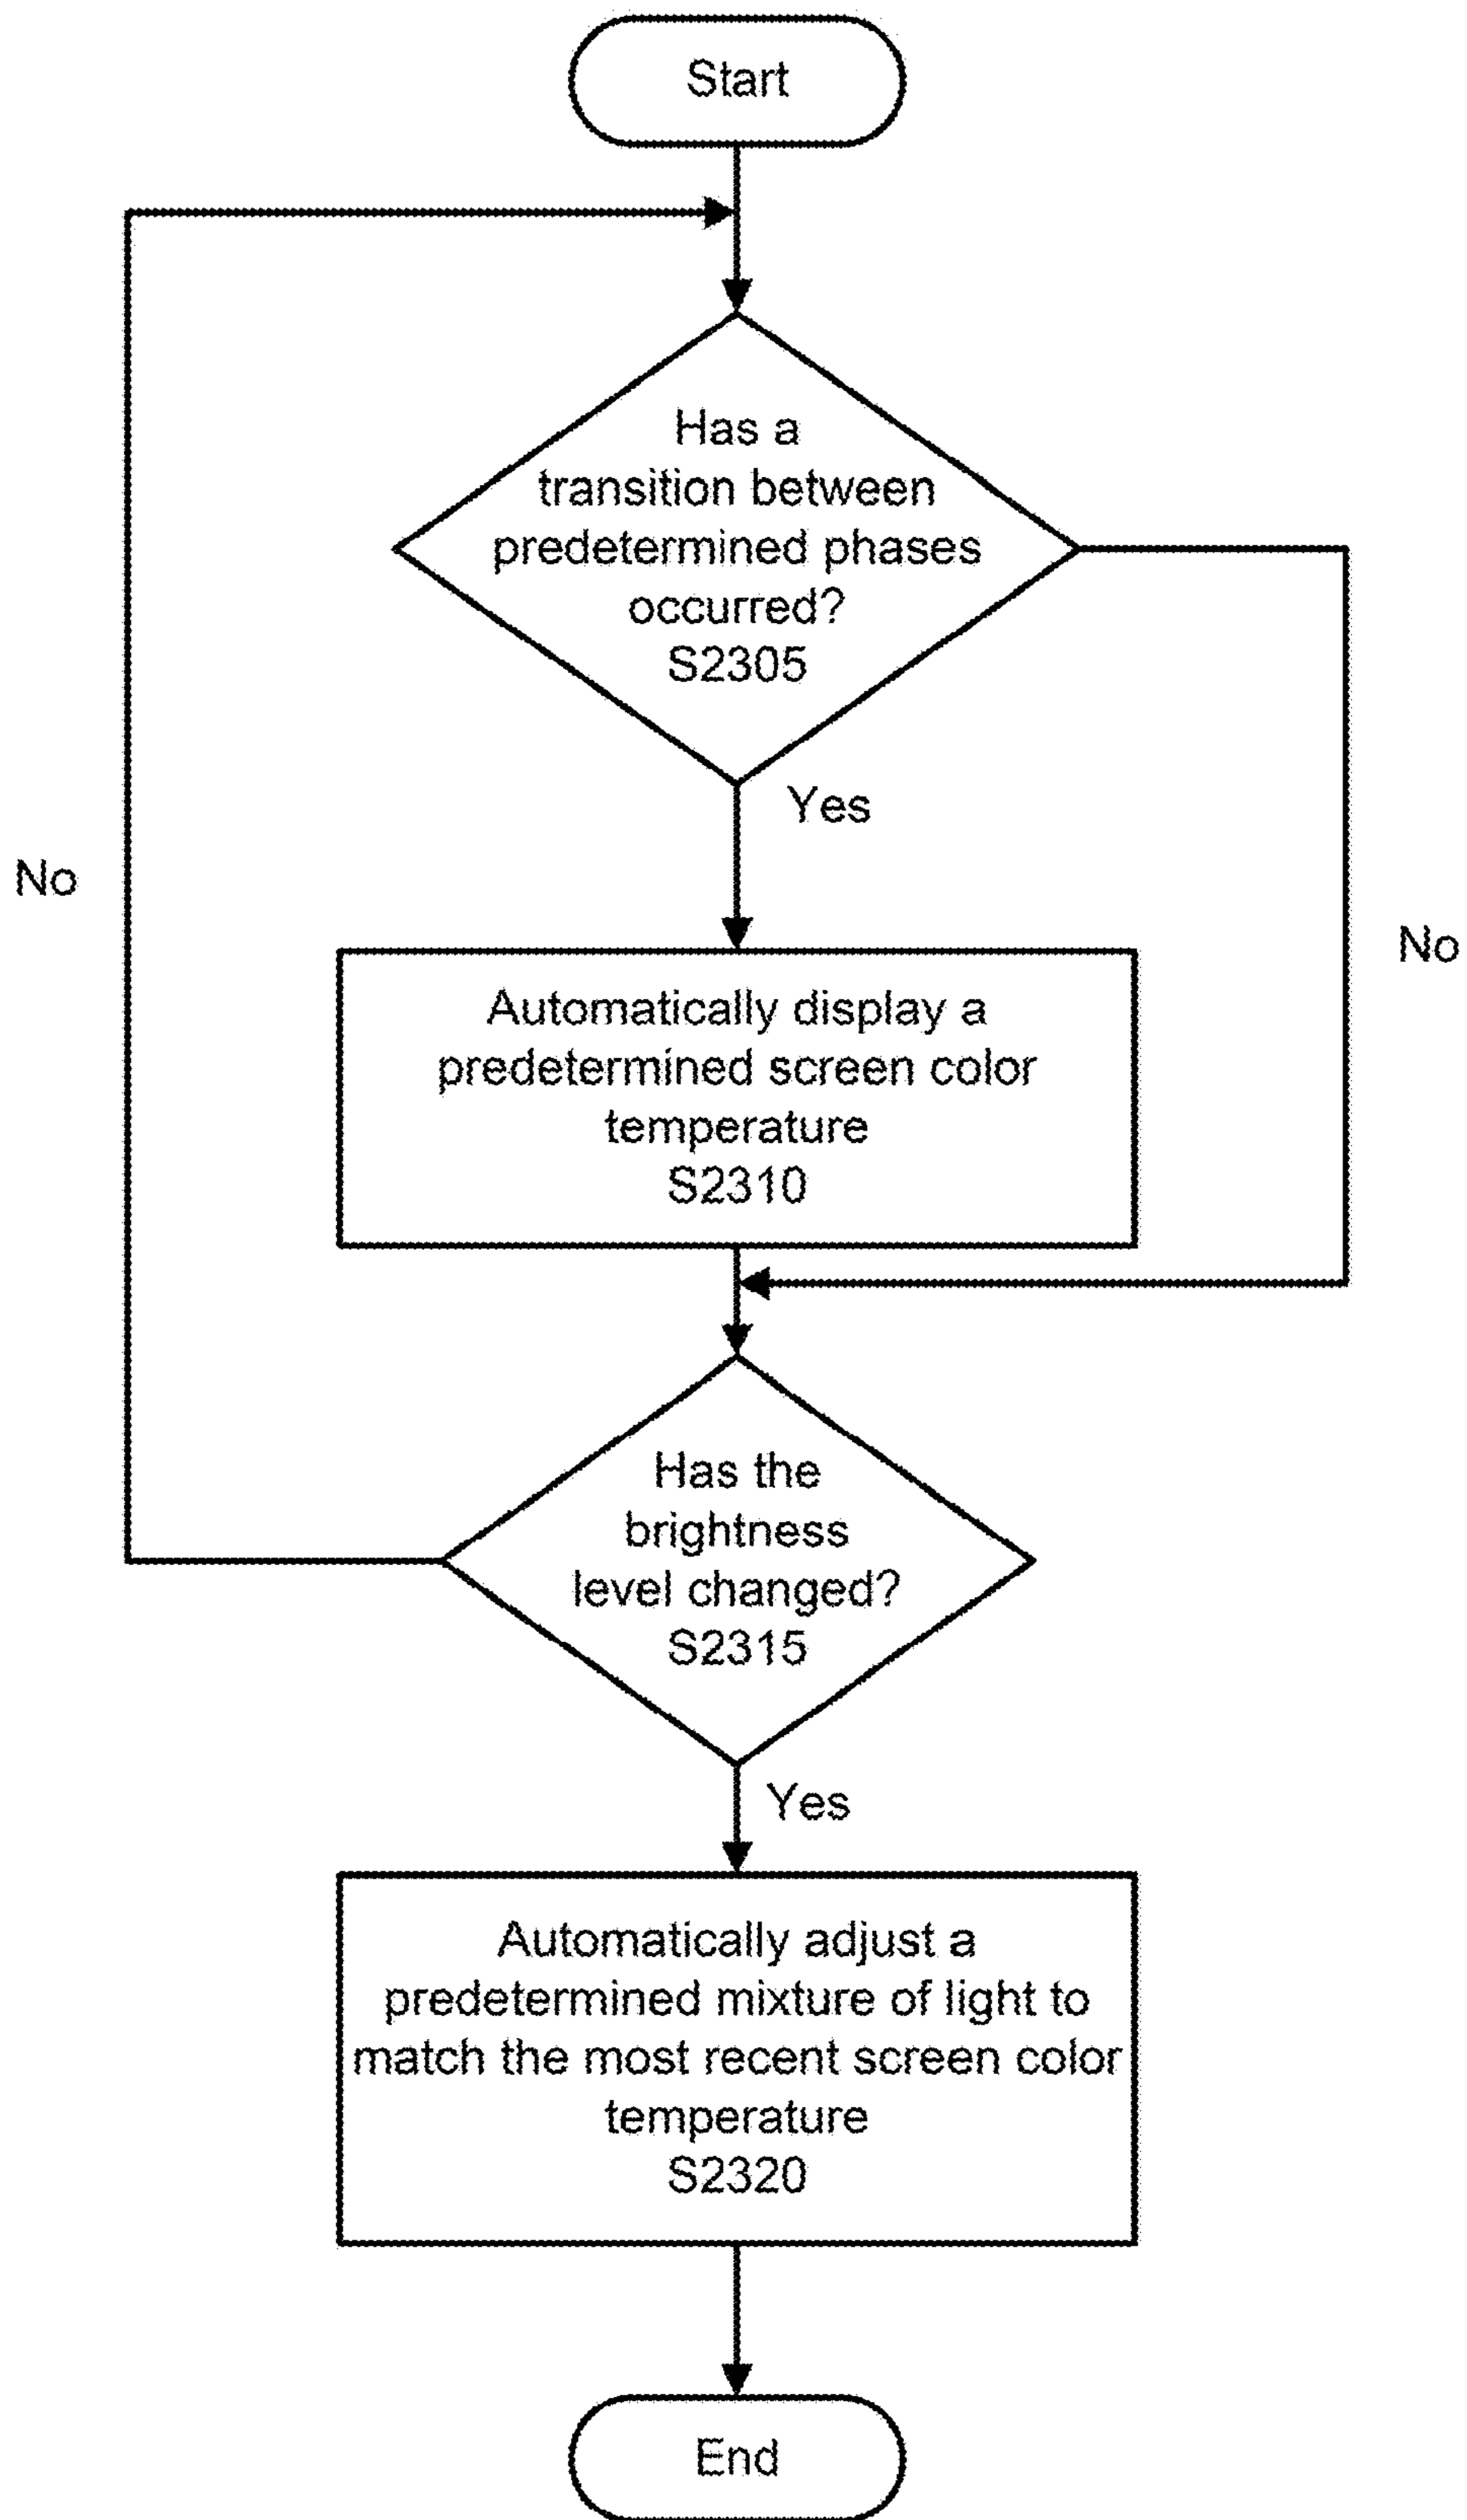 Start
Has a
transition between
predetermined phases
occurred?
S2305
Yes
No
No
Automatically display a
predetermined screen color
temperature
S2310
Has the
brightness
level changed?
S2315
Yes
Automatically adjust a
predetermined mixture of light to
match the most recent screen color
temperature
S2320
End